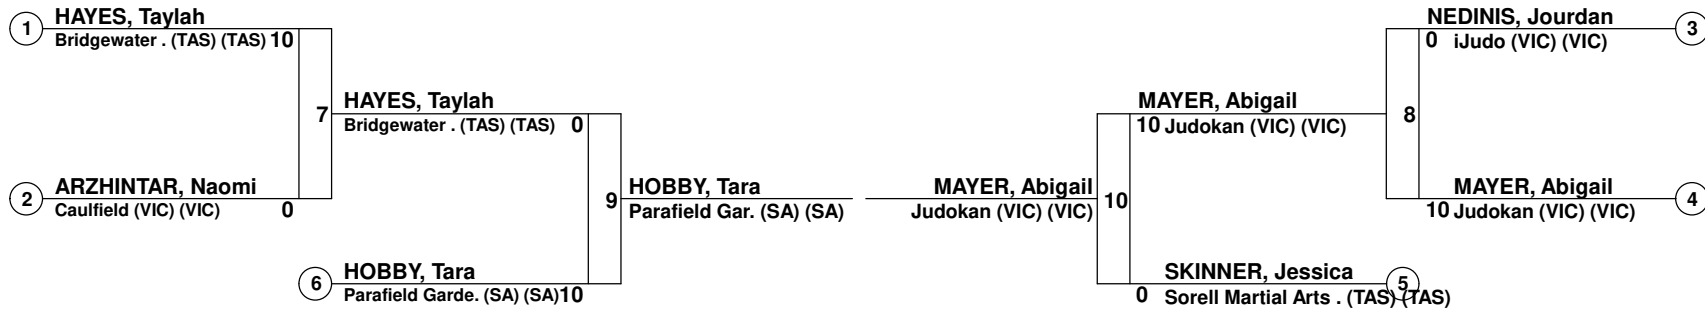 1
HAYES, Taylah
Bridgewater . (TAS) (TAS) 10
NEDINIS, Jourdan
0 iJudo (VIC) (VIC)
3
7
HAYES, Taylah
Bridgewater . (TAS) (TAS) 0
MAYER, Abigail
10 Judokan (VIC) (VIC)
8
2
ARZHINTAR, Naomi
Caulfield (VIC) (VIC) 0
9
HOBBY, Tara
Parafield Gar. (SA) (SA)
MAYER, Abigail
Judokan (VIC) (VIC)
10
MAYER, Abigail
10 Judokan (VIC) (VIC)
4
6
HOBBY, Tara
Parafield Garde. (SA) (SA) 10
SKINNER, Jessica
0 Sorell Martial Arts . (TAS) (TAS)
5